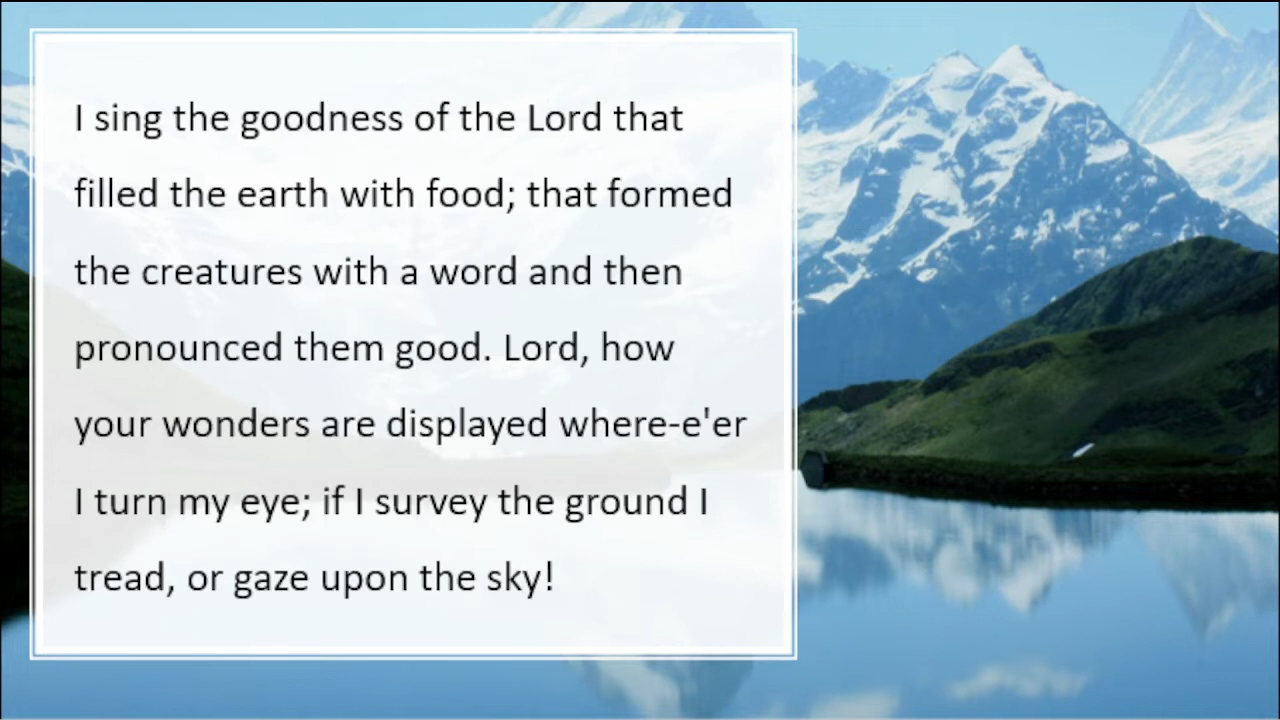 I sing the goodness of the Lord that
filled the earth with food; that formed
the creatures with a word and then
pronounced them good. Lord, how
your wonders are displayed where-e'er
I turn my eye; if I survey the ground I
tread, or gaze upon the sky!